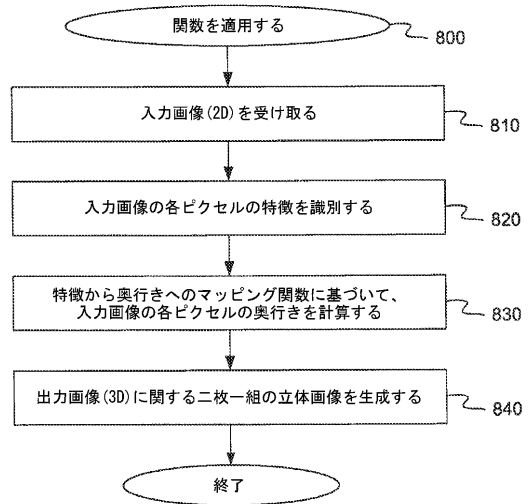 関数を適用する
800
入力画像(2D)を受け取る
810
入力画像の各ピクセルの特徴を識別する
820
特徴から奥行きへのマッピング関数に基づいて、
入力画像の各ピクセルの奥行きを計算する
830
出力画像(3D)に関する二枚一組の立体画像を生成する
840
終了